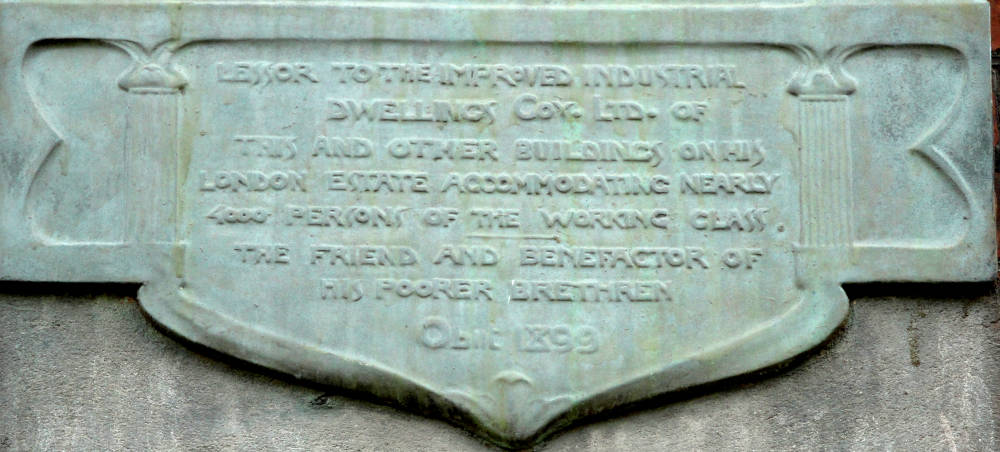 LESSOR TO THE IMPROVED INDUSTRIAL
DWELLINGS COY. LTD. OF
THIS AND OTHER BUILDINGS ON HIS
LONDON ESTATE ACCOMMODATING NEARLY
4000 PERSONS OF THE WORKING CLASS.
THE FRIEND AND BENEFACTOR OF
HIS POORER BRETHREN
Obit 1899